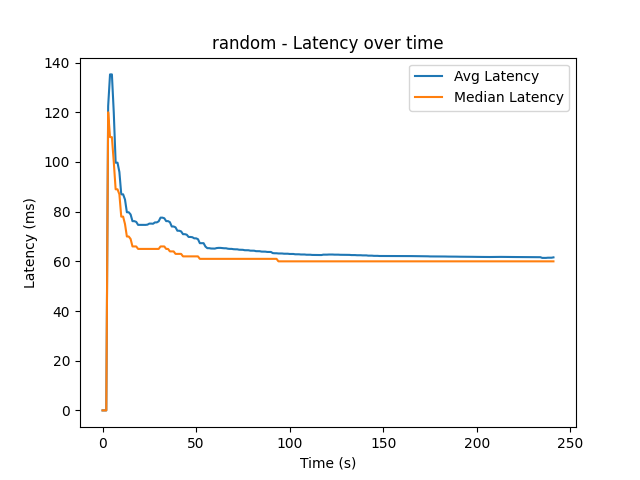 random - Latency over time
Avg Latency
Median Latency
Latency (ms)
140
120
100
80
60
40
20
0
0 50 100 150 200 250
Time (s)